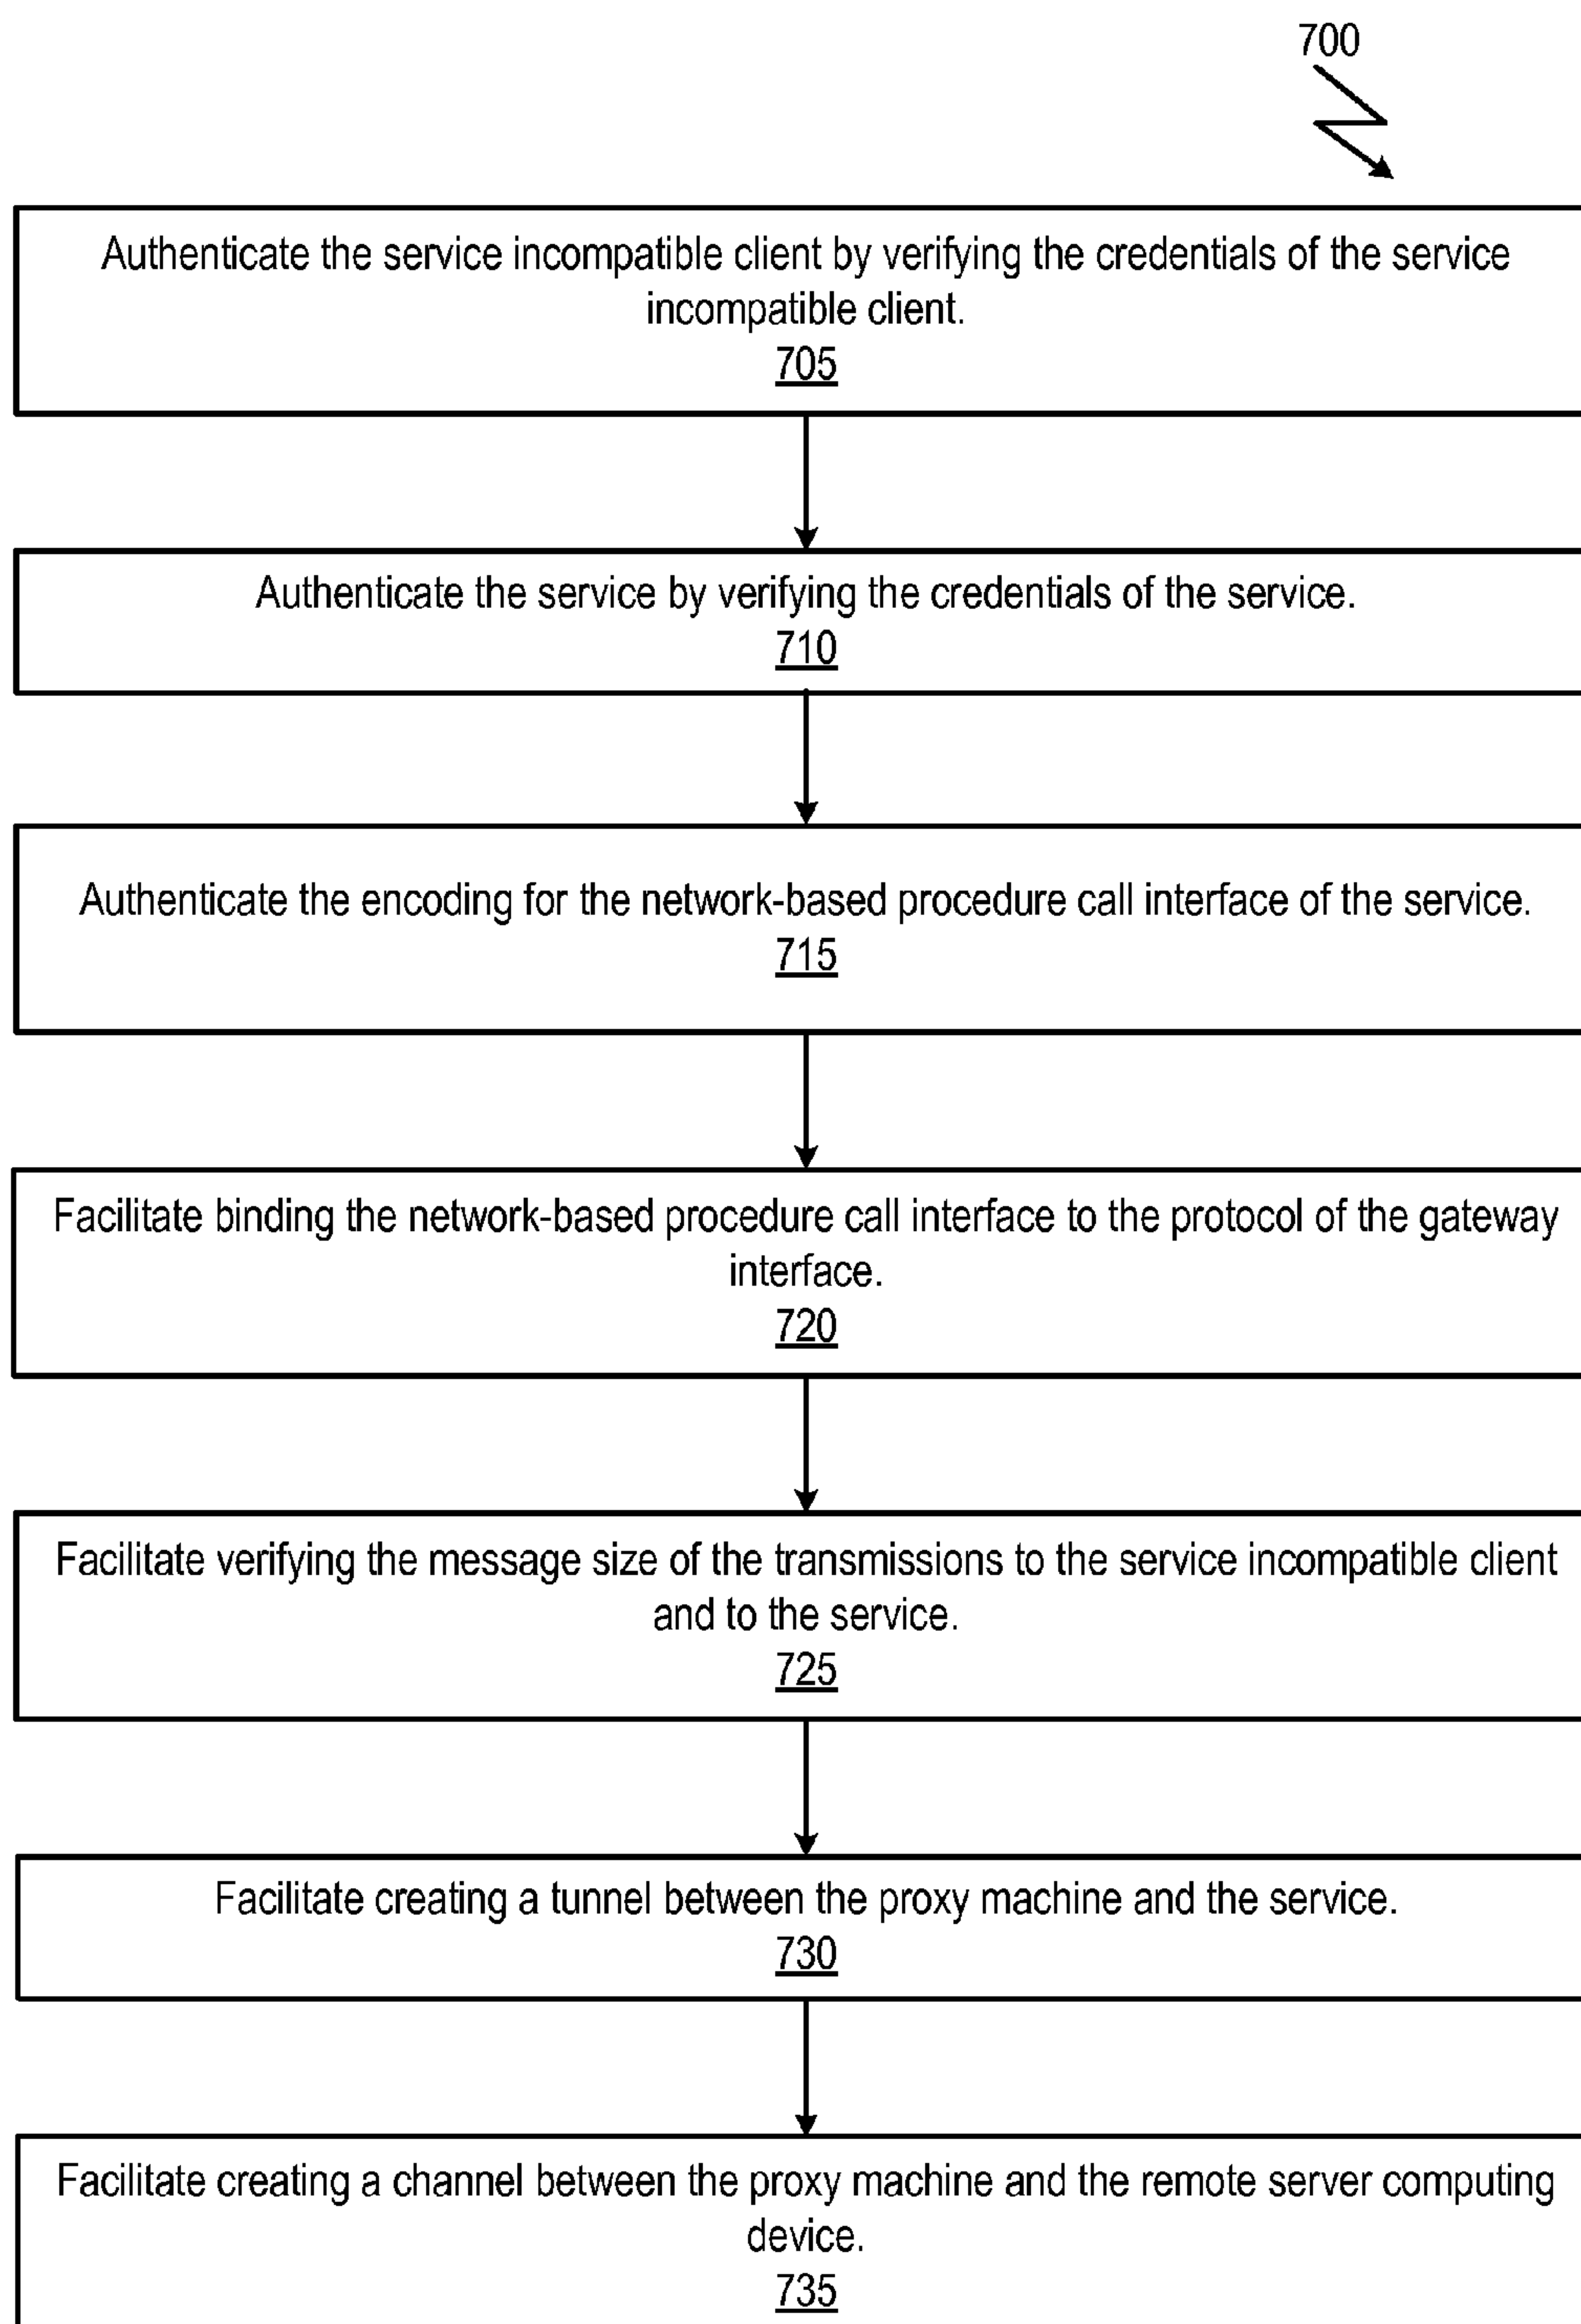 700
Authenticate the service incompatible client by verifying the credentials of the service
incompatible client.
705
Authenticate the service by verifying the credentials of the service.
710
Authenticate the encoding for the network-based procedure call interface of the service.
715
Facilitate binding the network-based procedure call interface to the protocol of the gateway
interface.
720
Facilitate verifying the message size of the transmissions to the service incompatible client
and to the service.
725
Facilitate creating a tunnel between the proxy machine and the service.
730
Facilitate creating a channel between the proxy machine and the remote server computing
device.
735